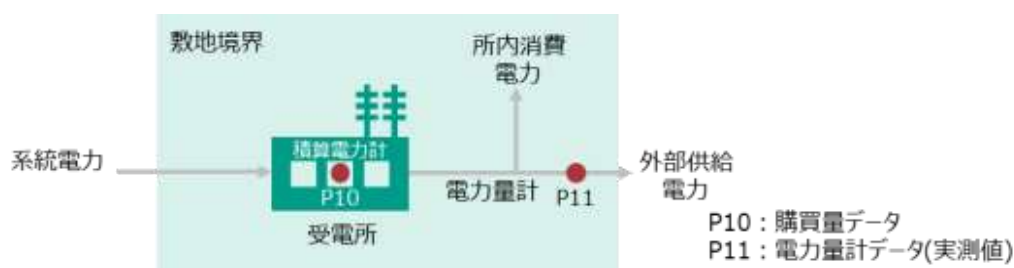 敷地境界
所内消費
電力
系統電力
積算電力計
P10
受電所
電力量計
P11
外部供給
電力
P10：購買量データ
P11：電力量計データ(実測値)